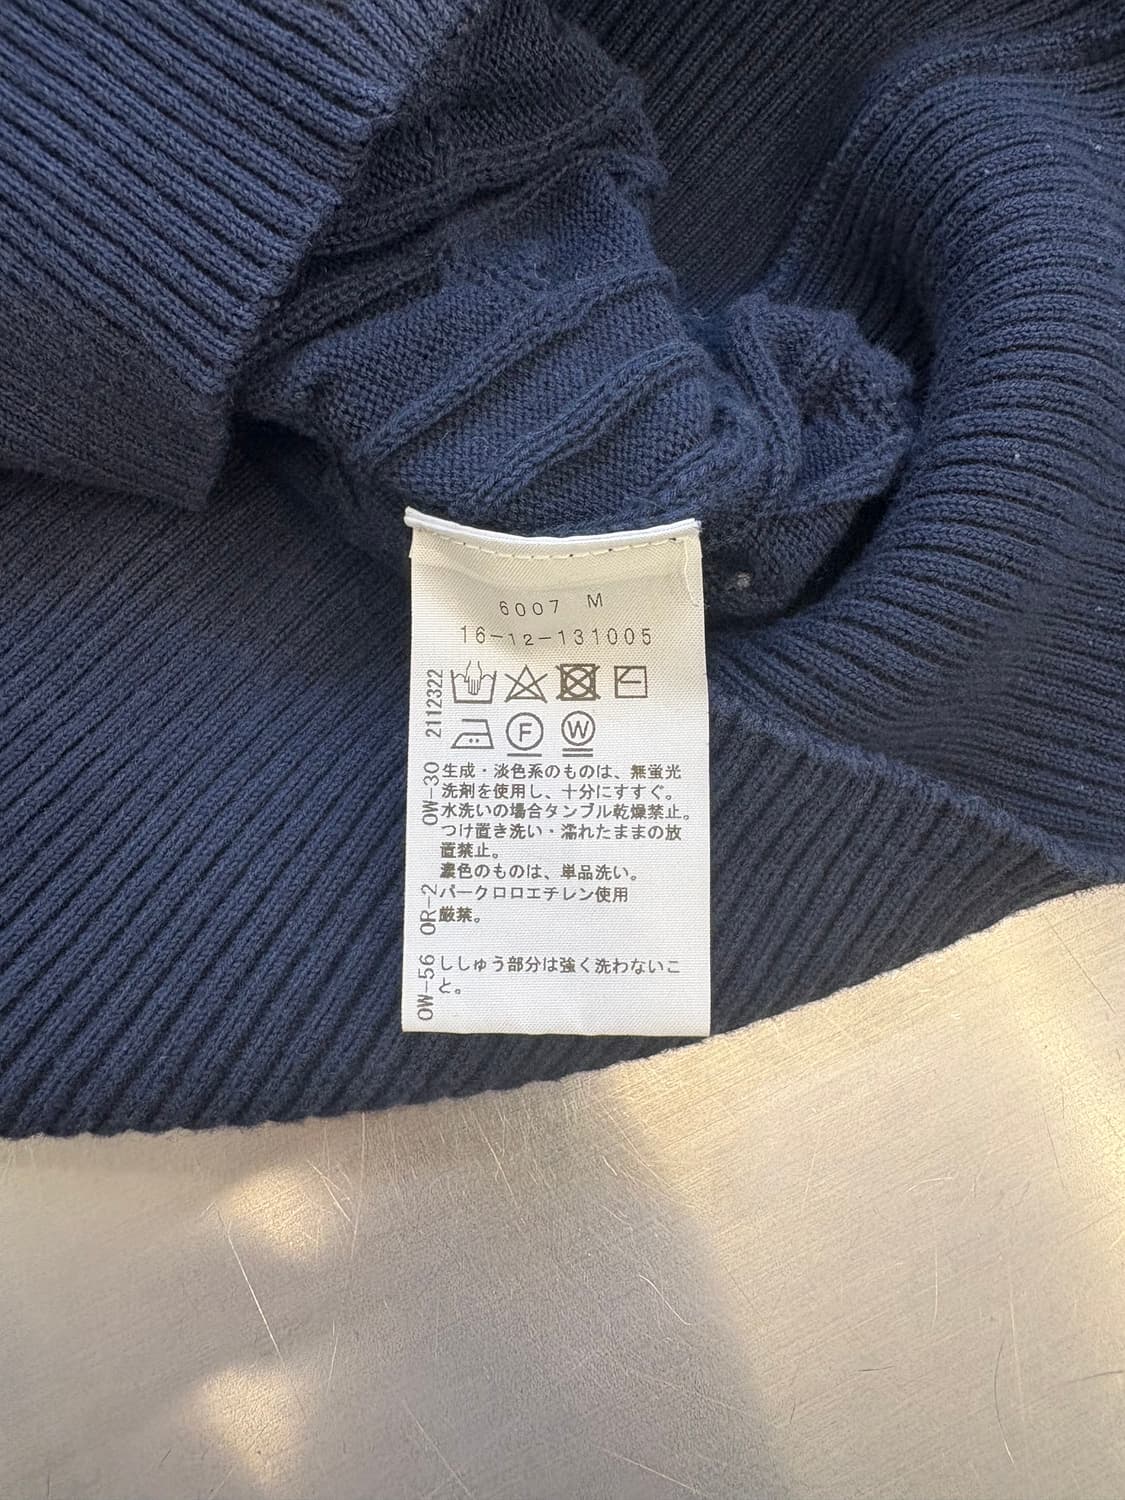 6007 M
16-12-131005
F W
生成・淡色系のものは、無蛍光
洗剤を使用し、十分にすすぐ。
水洗いの場合タンブル乾燥禁止。
つけ置き洗い・濡れたままの放
置禁止。
濃色のものは、単品洗い。
パークロロエチレン使用
厳禁。
ししゅう部分は強く洗わないこ
と。
OW-56 OR-2 OW-30 2112322